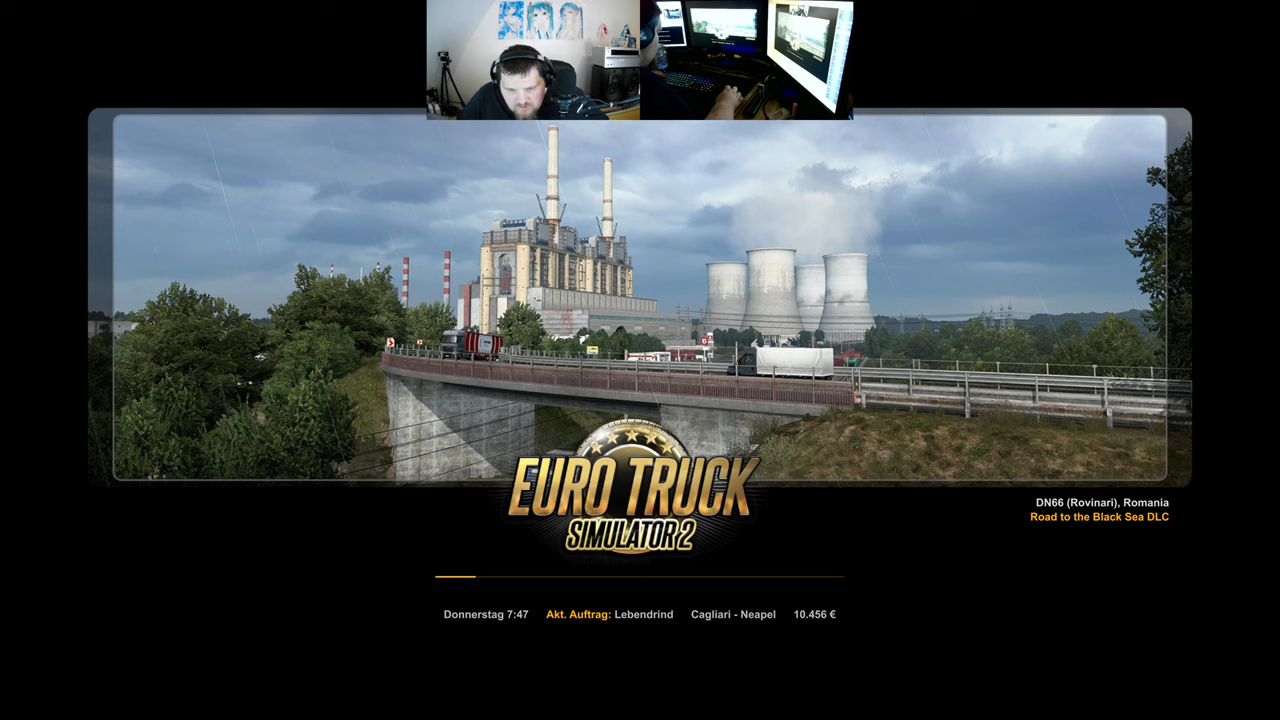 EURO TRUCK
SIMULATOR 2
DN66 (Rovinari), Romania
Road to the Black Sea DLC
Donnerstag 7:47 Akt. Auftrag: Lebendrind Cagliari - Neapel 10.456 €